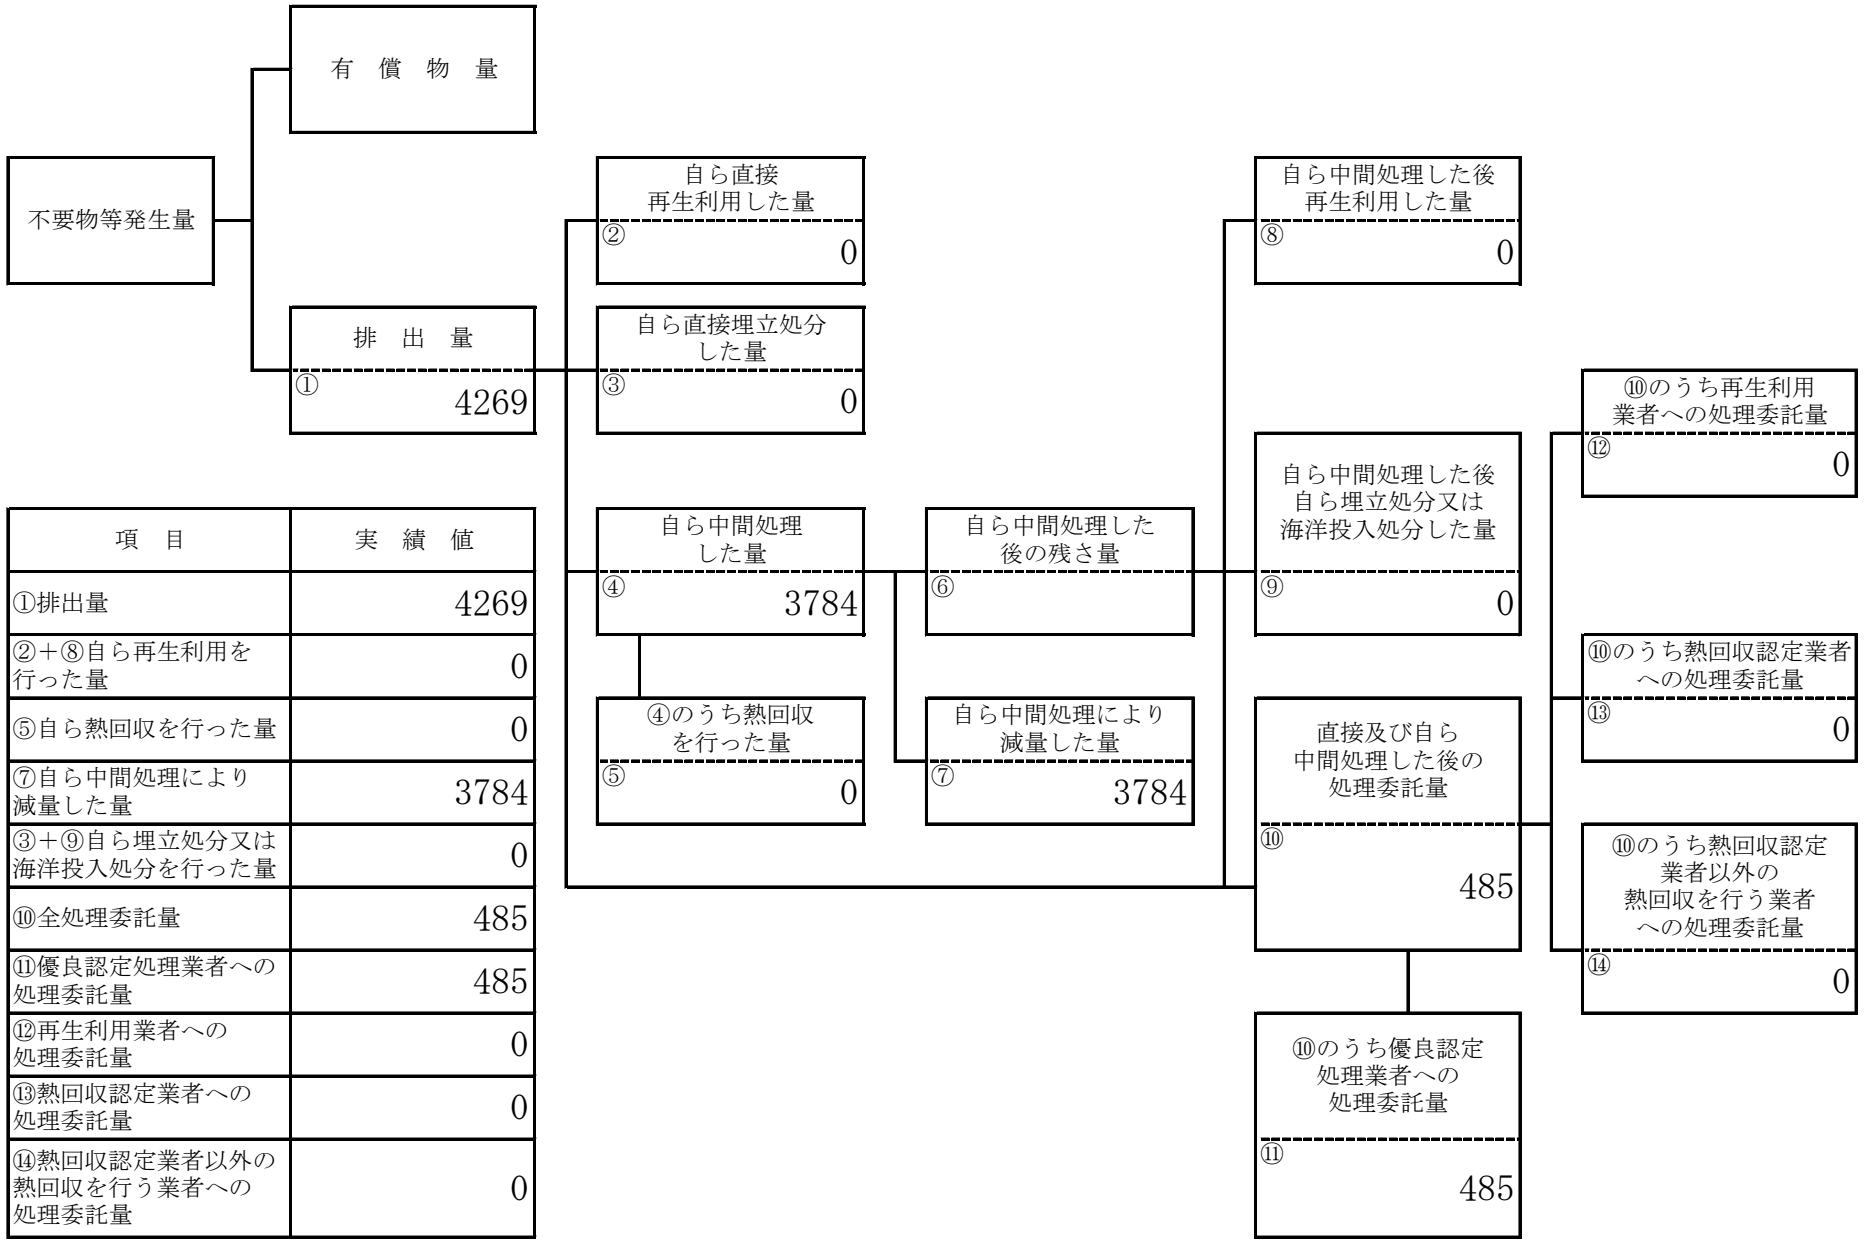 有　償　物　量
不要物等発生量
排　出　量
①
4269
自ら直接
再生利用した量
②
0
自ら直接埋立処分
した量
③
0
自ら中間処理
した量
④
3784
④のうち熱回収
を行った量
⑤
0
自ら中間処理した
後の残さ量
⑥
自ら中間処理により
減量した量
⑦
3784
自ら中間処理した後
再生利用した量
⑧
0
自ら中間処理した後
自ら埋立処分又は
海洋投入処分した量
⑨
0
直接及び自ら
中間処理した後の
処理委託量
⑩
485
⑩のうち優良認定
処理業者への
処理委託量
⑪
485
⑩のうち再生利用
業者への処理委託量
⑫
0
⑩のうち熱回収認定業者
への処理委託量
⑬
0
⑩のうち熱回収認定
業者以外の
熱回収を行う業者
への処理委託量
⑭
0
項　目　実　績　値
①排出量 4269
②＋⑧自ら再生利用を
行った量
0
⑤自ら熱回収を行った量 0
⑦自ら中間処理により
減量した量
3784
③＋⑨自ら埋立処分又は
海洋投入処分を行った量
0
⑩全処理委託量 485
⑪優良認定処理業者への
処理委託量
485
⑫再生利用業者への
処理委託量
0
⑬熱回収認定業者への
処理委託量
0
⑭熱回収認定業者以外の
熱回収を行う業者への
処理委託量
0